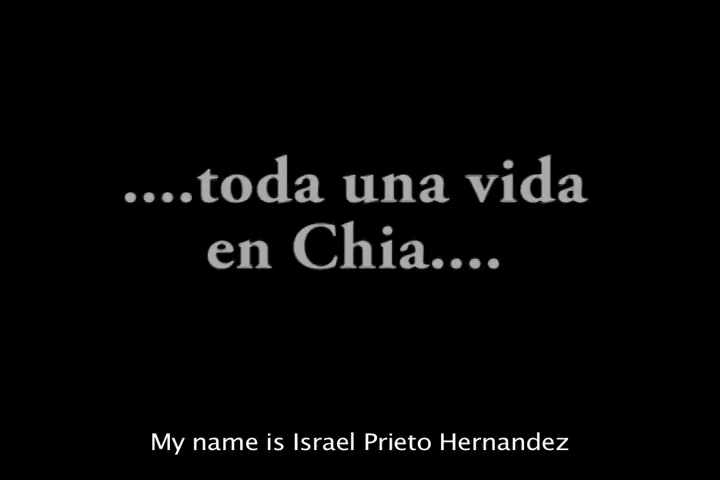 ....toda una vida
en Chia....
My name is Israel Prieto Hernandez